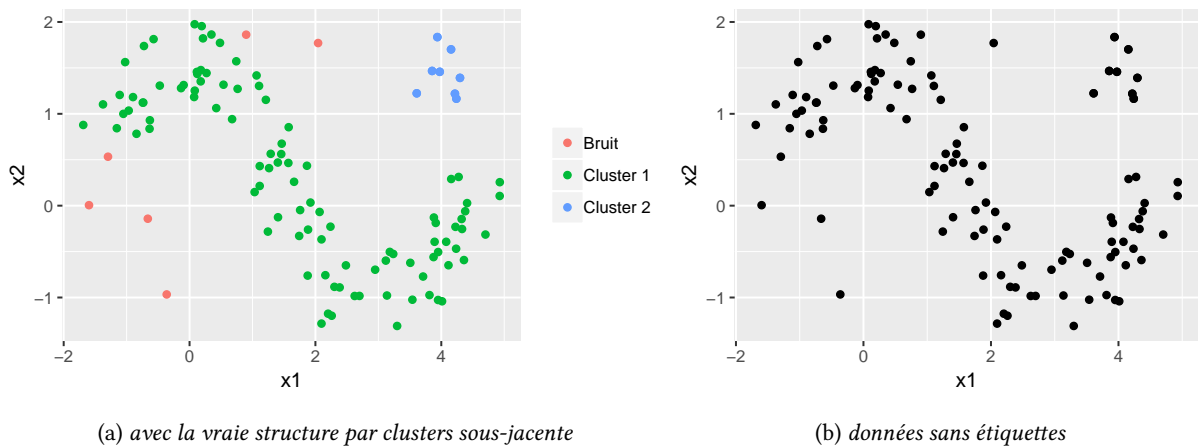 2
1
0
−1
−2
0
2
4
x2
x1
Bruit
Cluster 1
Cluster 2
2
1
0
−1
−2
0
2
4
x2
x1
(a) avec la vraie structure par clusters sous-jacente
(b) données sans étiquettes